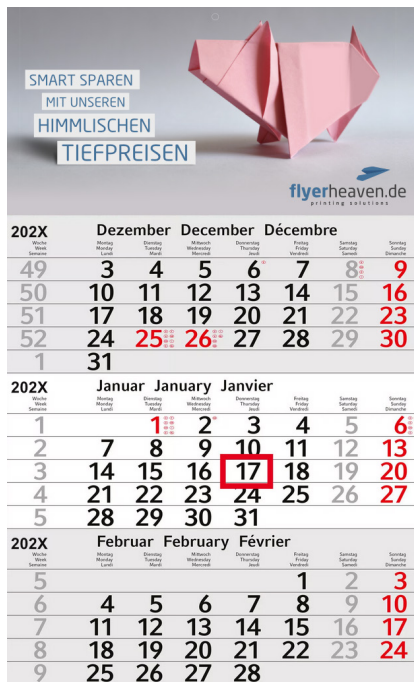 SMART SPAREN
MIT UNSEREN
HIMMLISCHEN
TIEFPREISEN
flyerheaven.de
printing solutions
202X Dezember December Décembre
Woche Montag Dienstag Mittwoch Donnerstag Freitag Samstag Sonntag
Week Monday Tuesday Wednesday Thursday Friday Saturday Sunday
Semaine Lundi Mardi Mercredi Jeudi Vendredi Samedi Dimanche
49 3 4 5 6 7 8 9
50 10 11 12 13 14 15 16
51 17 18 19 20 21 22 23
52 24 25 26 27 28 29 30
1 31
202X Januar January Janvier
Woche Montag Dienstag Mittwoch Donnerstag Freitag Samstag Sonntag
Week Monday Tuesday Wednesday Thursday Friday Saturday Sunday
Semaine Lundi Mardi Mercredi Jeudi Vendredi Samedi Dimanche
1 1 2 3 4 5 6
2 7 8 9 10 11 12 13
3 14 15 16 17 18 19 20
4 21 22 23 24 25 26 27
5 28 29 30 31
202X Februar February Février
Woche Montag Dienstag Mittwoch Donnerstag Freitag Samstag Sonntag
Week Monday Tuesday Wednesday Thursday Friday Saturday Sunday
Semaine Lundi Mardi Mercredi Jeudi Vendredi Samedi Dimanche
5 1 2 3
6 4 5 6 7 8 9 10
7 11 12 13 14 15 16 17
8 18 19 20 21 22 23 24
9 25 26 27 28